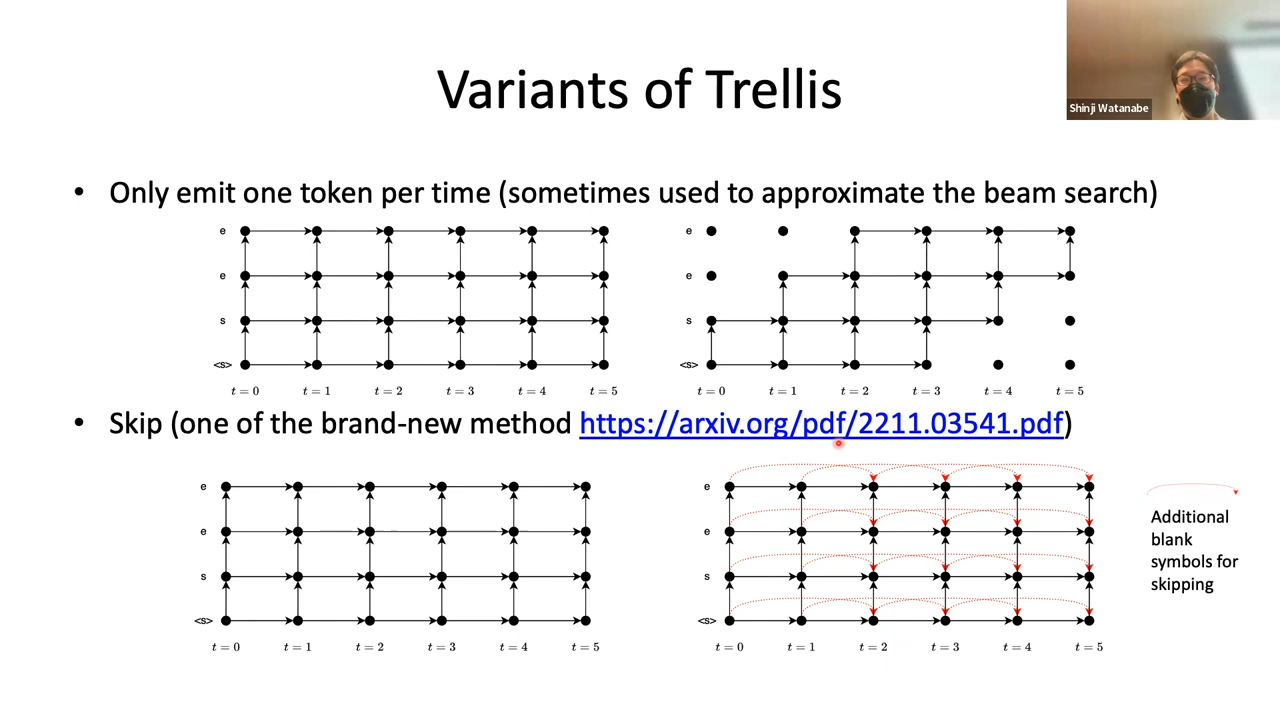 Shinji Watanabe
Variants of Trellis
• Only emit one token per time (sometimes used to approximate the beam search)
e
e
s
<s>
t = 0 t = 1 t = 2 t = 3 t = 4 t = 5
e
e
s
<s>
t = 0 t = 1 t = 2 t = 3 t = 4 t = 5
• Skip (one of the brand-new method https://arxiv.org/pdf/2211.03541.pdf)
e
e
s
<s>
t = 0 t = 1 t = 2 t = 3 t = 4 t = 5
e
e
s
<s>
t = 0 t = 1 t = 2 t = 3 t = 4 t = 5
Additional
blank
symbols for
skipping